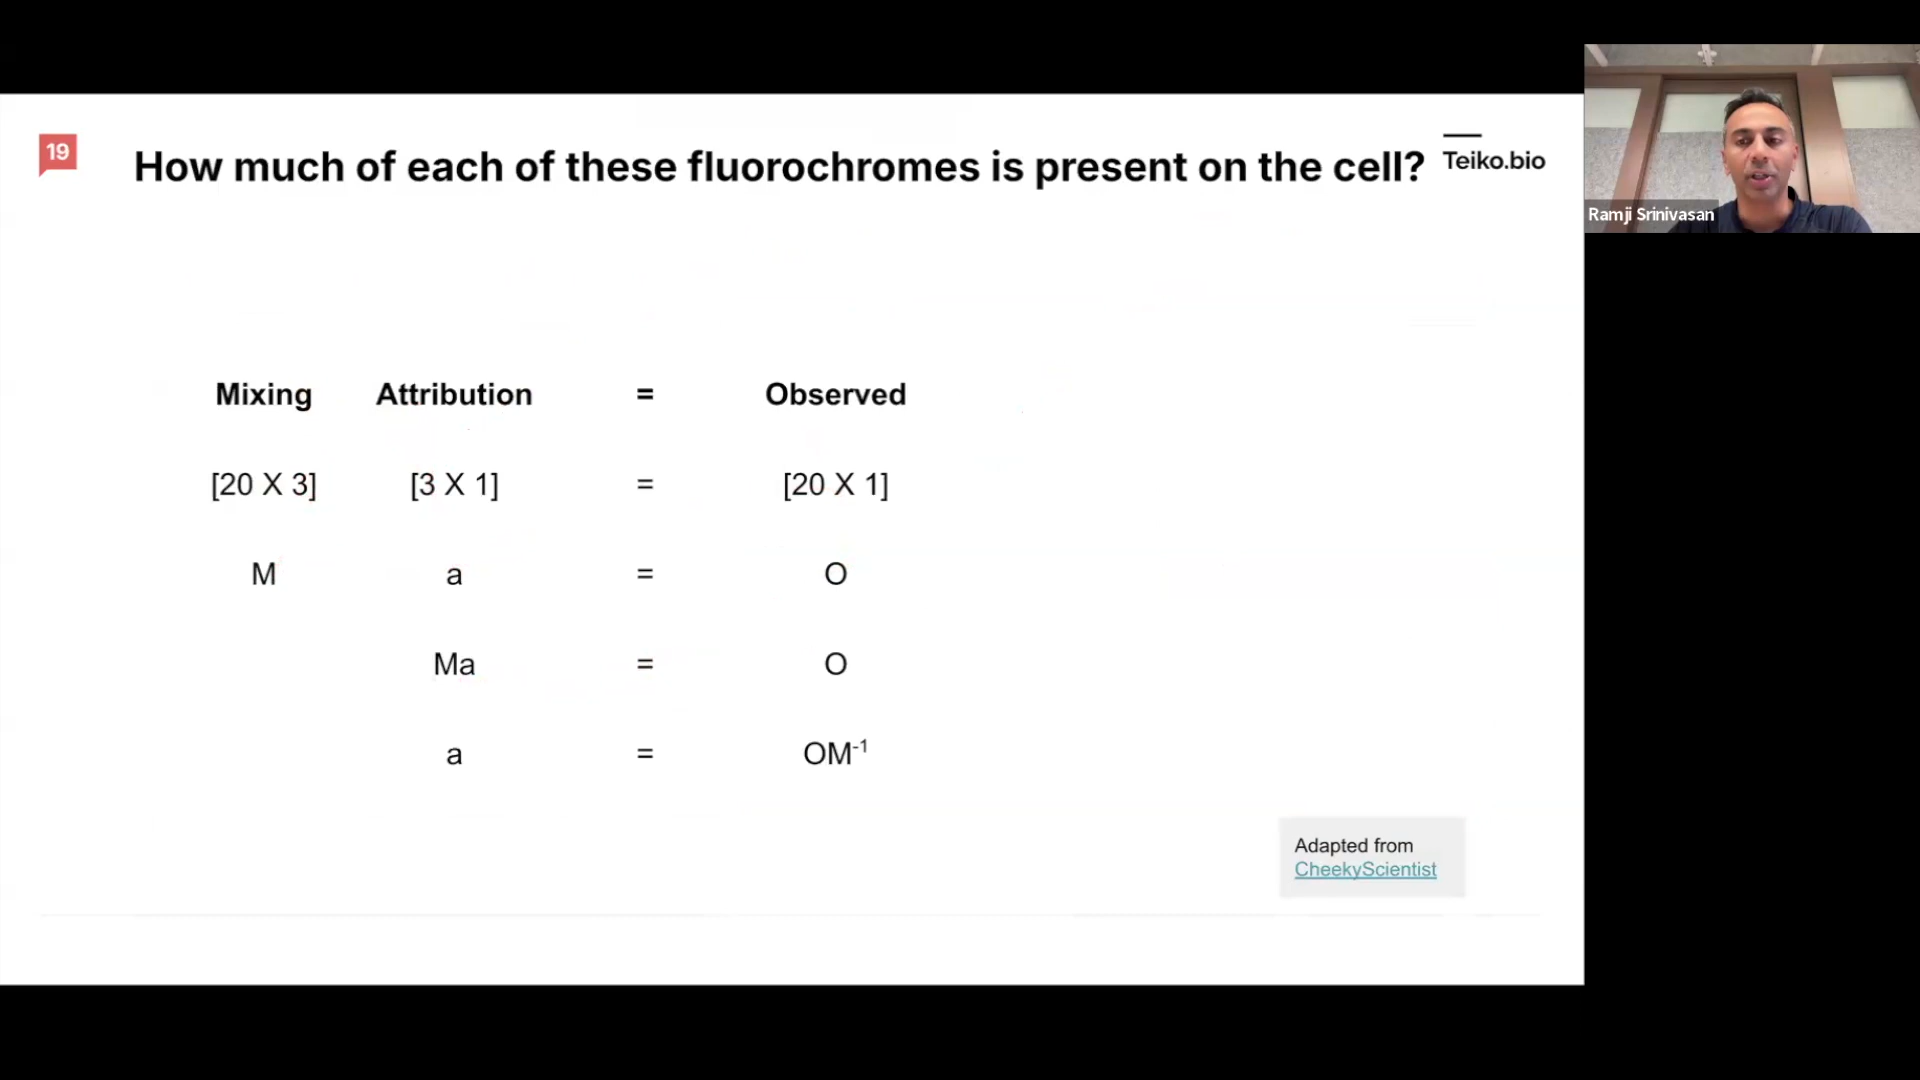 19
How much of each of these fluorochromes is present on the cell?
Teiko.bio
Ramji Srinivasan
Mixing Attribution = Observed
[20 X 3] [3 X 1] = [20 X 1]
M a = O
Ma = O
a = OM⁻¹
Adapted from
CheekyScientist